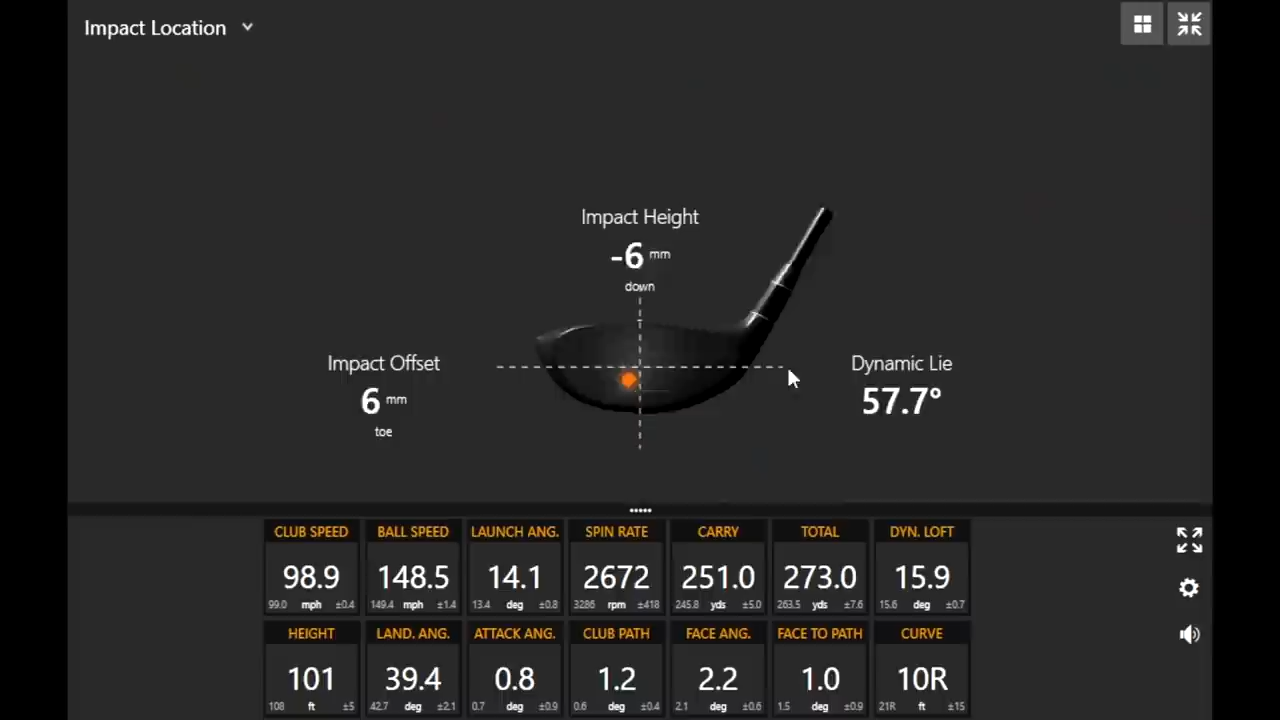 Impact Location
Impact Height
-6 mm
down
Impact Offset
6 mm
toe
Dynamic Lie
57.7°
CLUB SPEED BALL SPEED LAUNCH ANG. SPIN RATE CARRY TOTAL DYN. LOFT
98.9 148.5 14.1 2672 251.0 273.0 15.9
99.0 mph ±0.4 149.4 mph ±1.4 13.4 deg ±0.8 3286 rpm ±418 245.8 yds ±5.0 263.5 yds ±7.6 15.6 deg ±0.7
HEIGHT LAND. ANG. ATTACK ANG. CLUB PATH FACE ANG. FACE TO PATH CURVE
101 39.4 0.8 1.2 2.2 1.0 10R
108 ft ±5 42.7 deg ±2.1 0.7 deg ±0.9 0.6 deg ±0.4 2.1 deg ±0.6 1.5 deg ±0.9 21R ft ±15